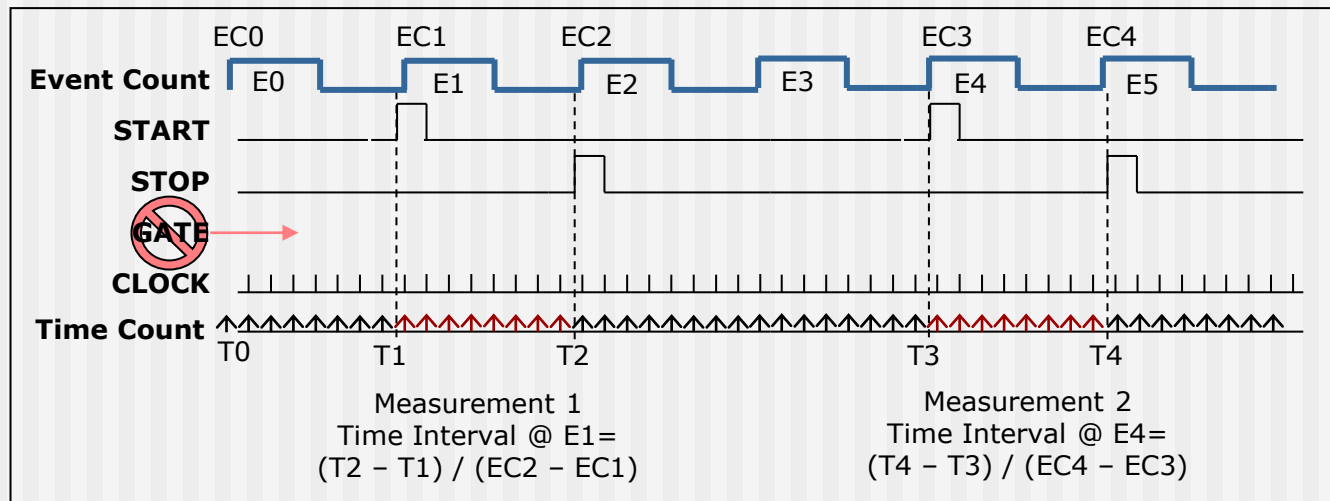 EC0 EC1 EC2 EC3 EC4
Event Count E0 E1 E2 E3 E4 E5
START
STOP
GATE
CLOCK
Time Count
T0 T1 T2 T3 T4
Measurement 1
Time Interval @ E1=
(T2 – T1) / (EC2 – EC1)
Measurement 2
Time Interval @ E4=
(T4 – T3) / (EC4 – EC3)